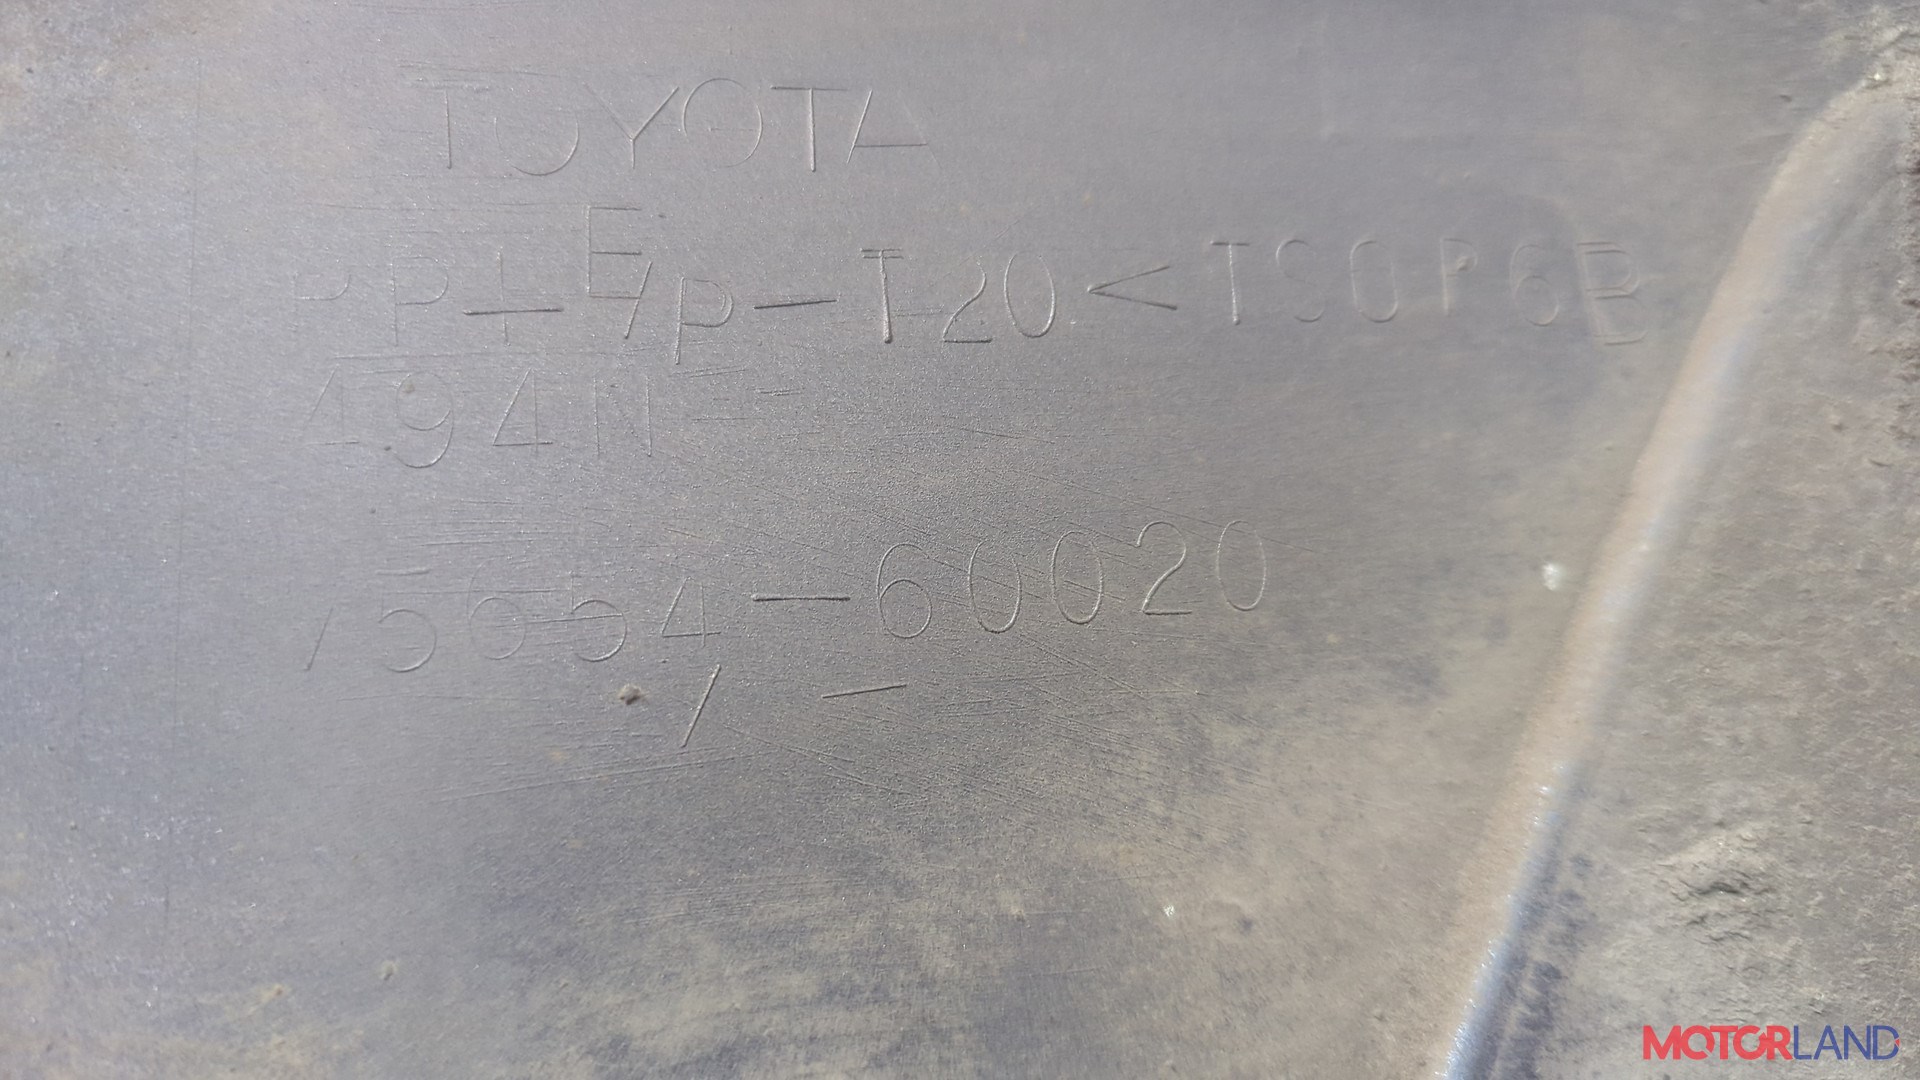 TOYOTA
PP+E/P-T20<TSOP6B
494N
75654-60020
/ -
MOTORLAND